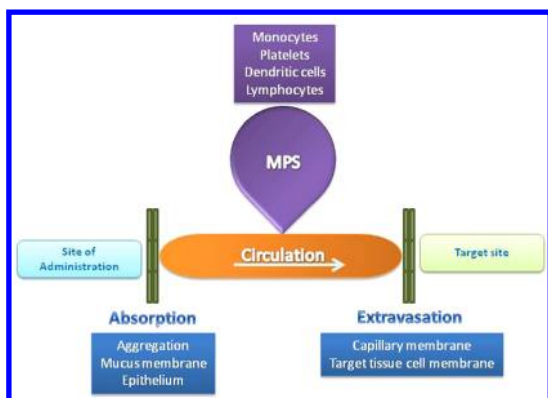 Monocytes
Platelets
Dendritic cells
Lymphocytes
MPS
Site of
Administration
Circulation
Target site
Absorption
Aggregation
Mucus membrane
Epithelium
Extravasation
Capillary membrane
Target tissue cell membrane